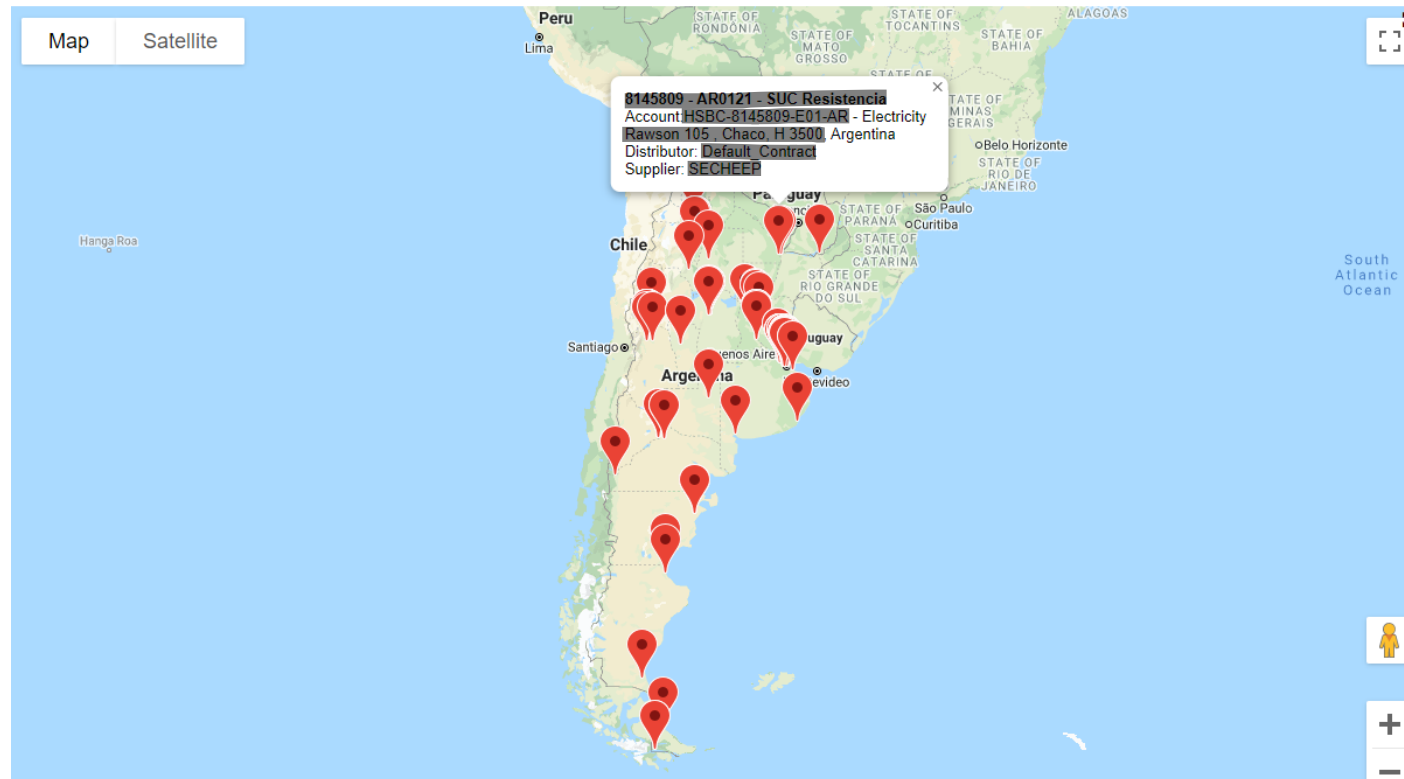 Map
Satellite
Peru
Lima
STATE OF
RONDÔNIA
STATE OF
MATO
GROSSO
STATE OF
TOCANTINS
STATE OF
BAHIA
ALAGOAS
STATE OF
8145809 - AR0121 - SUC Resistencia
Account:HSBC-8145809-E01-AR - Electricity
Rawson 105 , Chaco, H 3500, Argentina
Distributor: Default_Contract
Supplier: SECHEEP
STATE OF
MINAS
GERAIS
Belo Horizonte
STATE OF
RIO DE
JANEIRO
Paraguay
STATE OF
PARANÁ
São Paulo
Curitiba
STATE OF
SANTA
CATARINA
Hanga Roa
Chile
STATE OF
RIO GRANDE
DO SUL
South
Atlantic
Ocean
Santiago
Argentina